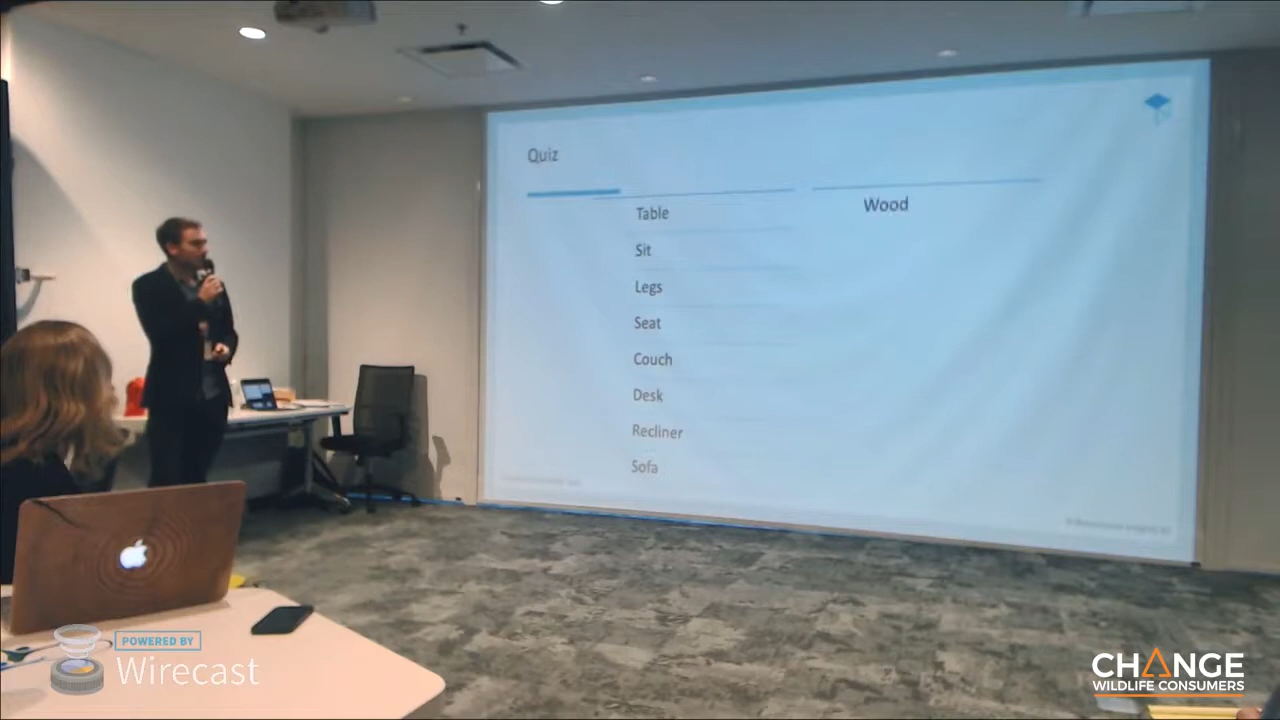 Quiz
Table
Wood
Sit
Legs
Seat
Couch
Desk
Recliner
Sofa
POWERED BY
Wirecast
CHANGE
WILDLIFE CONSUMERS